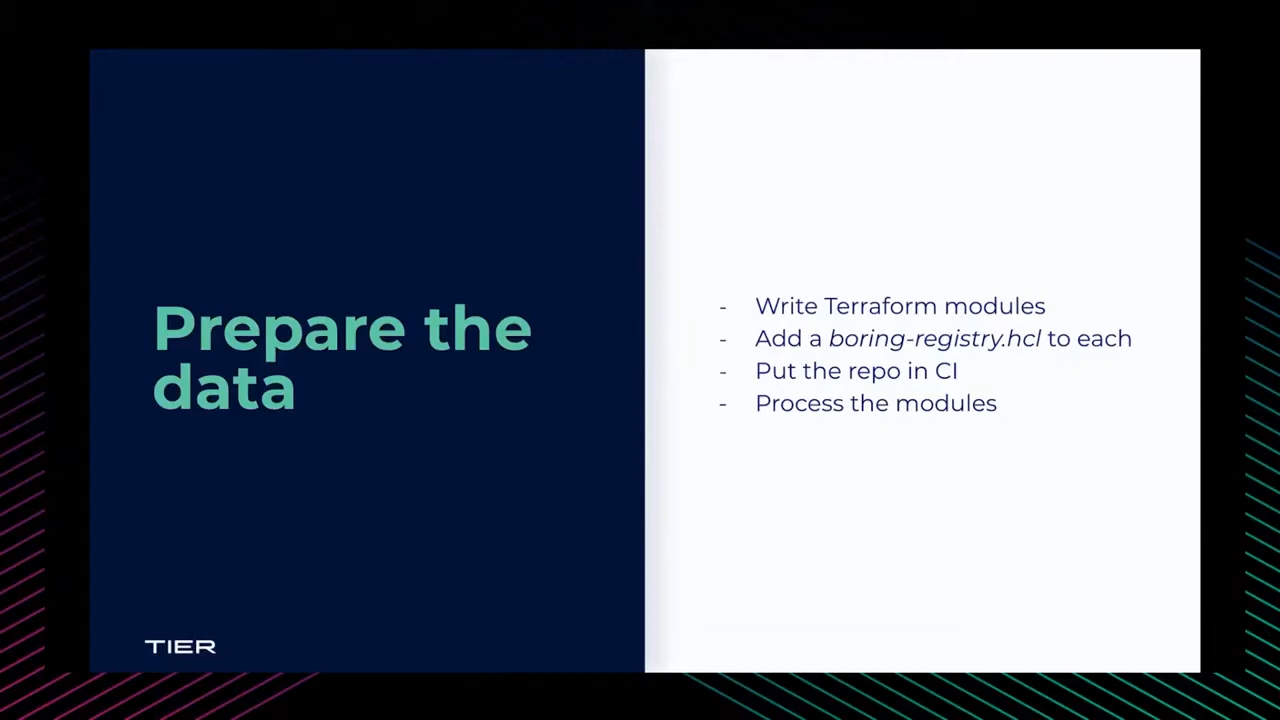 Prepare the
data
- Write Terraform modules
- Add a boring-registry.hcl to each
- Put the repo in CI
- Process the modules
TIER